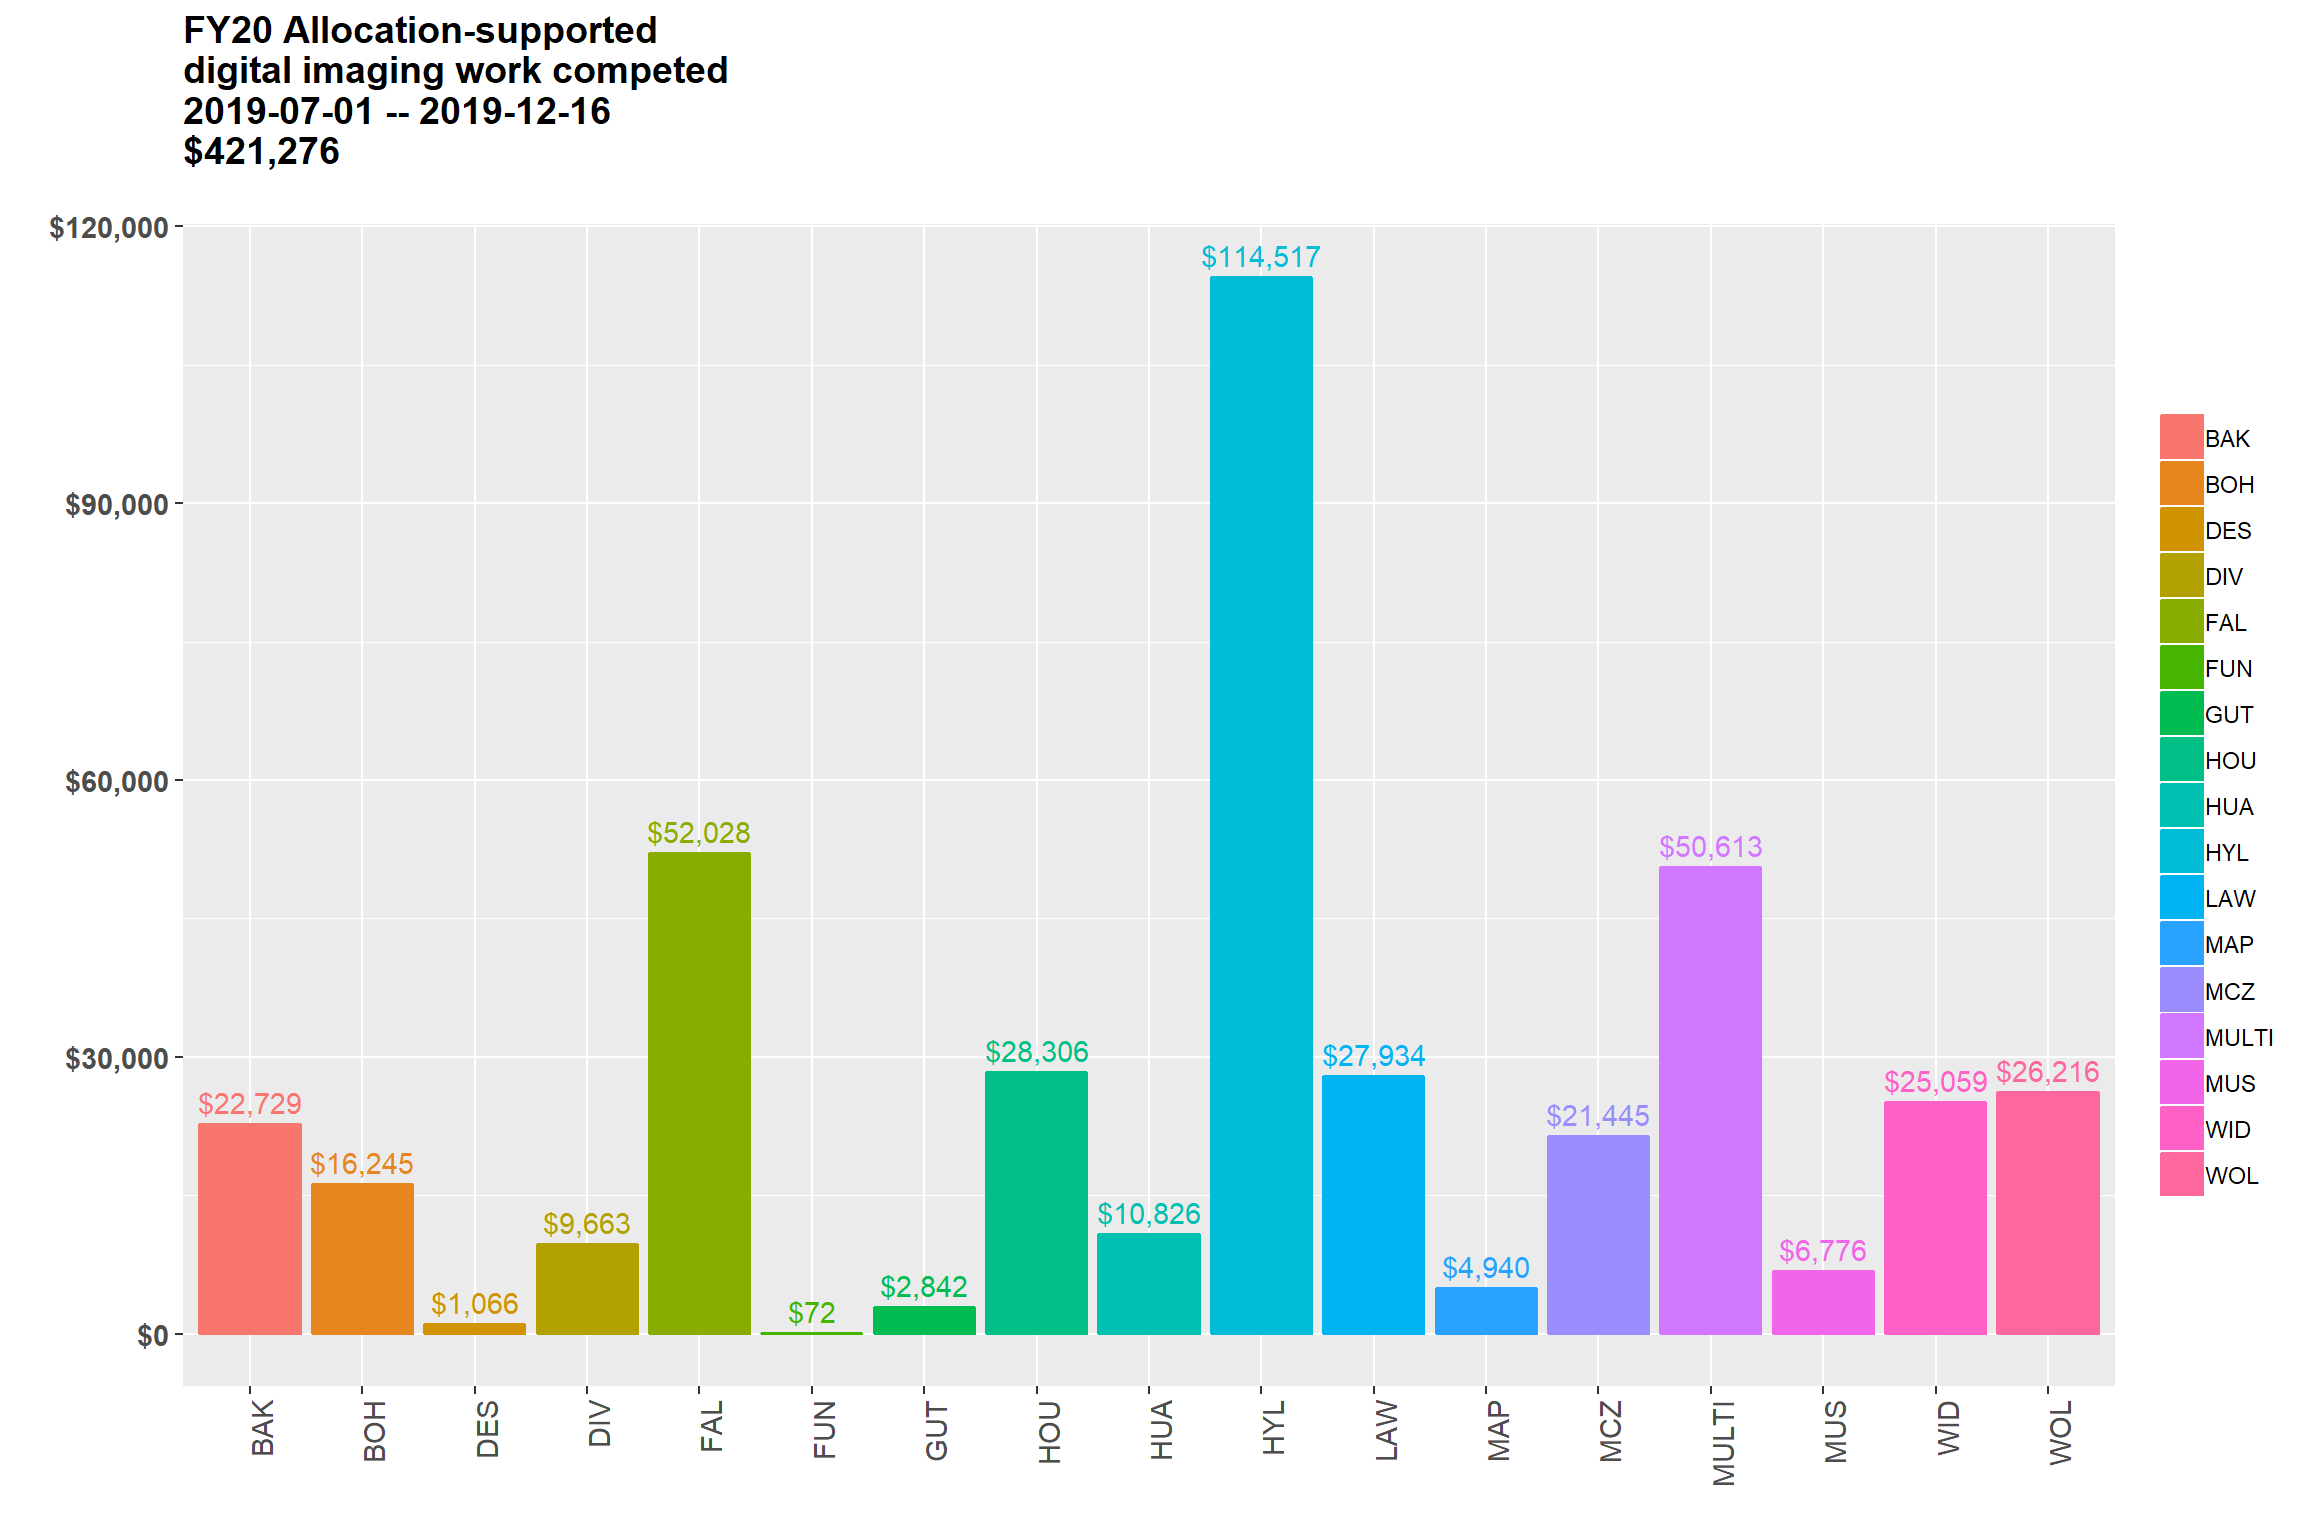 FY20 Allocation-supported
digital imaging work competed
2019-07-01 -- 2019-12-16
$421,276
$120,000
$90,000
$60,000
$30,000
$0
$22,729
$16,245
$1,066
$9,663
$52,028
$72
$2,842
$28,306
$10,826
$114,517
$27,934
$4,940
$21,445
$50,613
$6,776
$25,059
$26,216
BAK
BOH
DES
DIV
FAL
FUN
GUT
HOU
HUA
HYL
LAW
MAP
MCZ
MULTI
MUS
WID
WOL
BAK
BOH
DES
DIV
FAL
FUN
GUT
HOU
HUA
HYL
LAW
MAP
MCZ
MULTI
MUS
WID
WOL